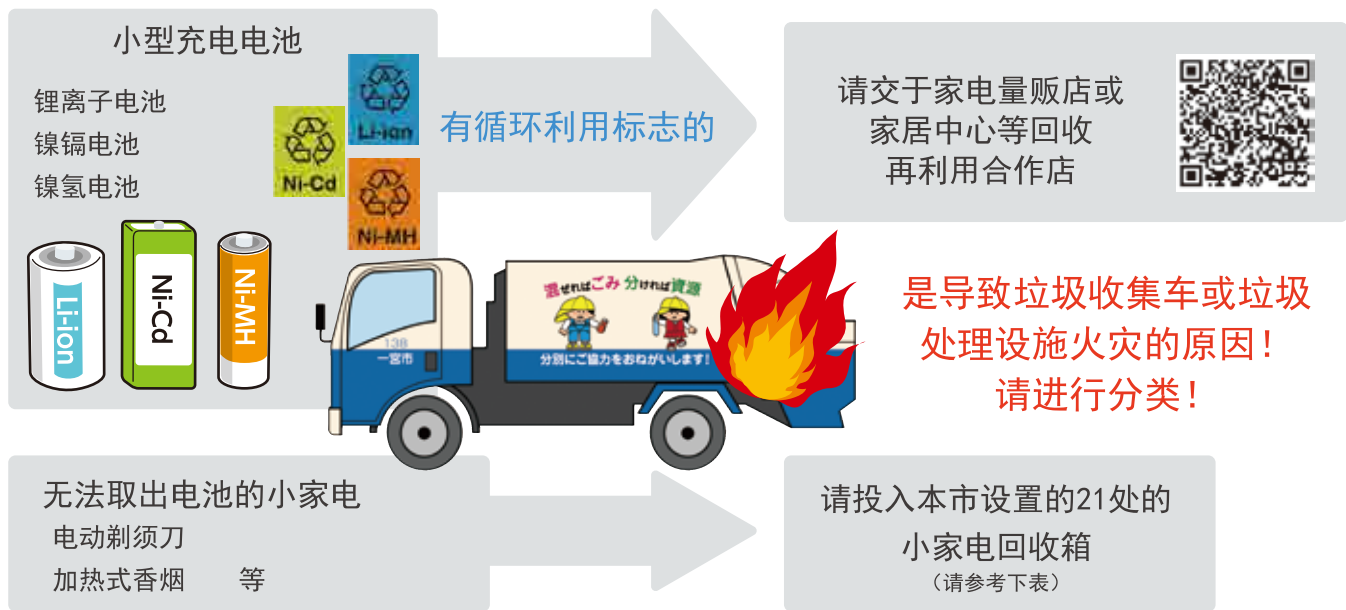 小型充电电池
锂离子电池
镍镉电池
镍氢电池
Li-ion
Ni-Cd
Ni-MH
有循环利用标志的
请交于家电量贩店或
家居中心等回收
再利用合作店
Li-ion
Ni-Cd
Ni-MH
混ぜればごみ 分ければ資源
138
一宮市
分別にご協力をおねがいします!
是导致垃圾收集车或垃圾
处理设施火灾的原因！
请进行分类！
无法取出电池的小家电
电动剃须刀
加热式香烟 等
请投入本市设置的21处的
小家电回收箱
（请参考下表）